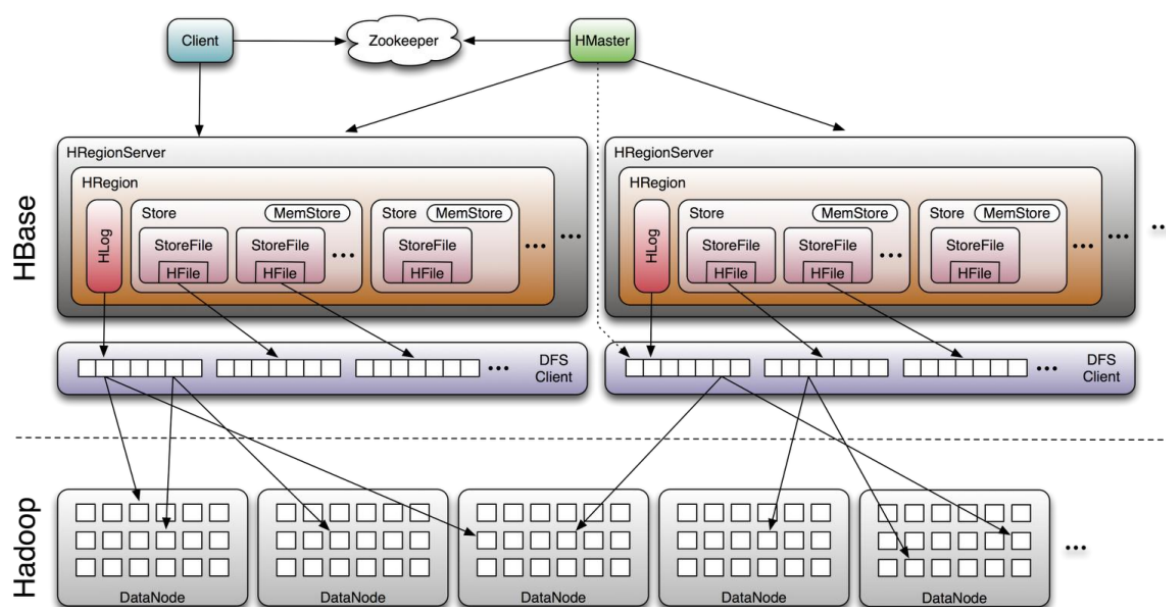 Client
Zookeeper
HMaster
HBase
HRegionServer
HRegion
HLog
Store
MemStore
StoreFile
HFile
StoreFile
HFile
...
Store
MemStore
StoreFile
HFile
...
...
DFS
Client
...
HRegionServer
HRegion
HLog
Store
MemStore
StoreFile
HFile
StoreFile
HFile
...
Store
MemStore
StoreFile
HFile
...
...
..
DFS
Client
...
Hadoop
DataNode
DataNode
DataNode
DataNode
DataNode
...